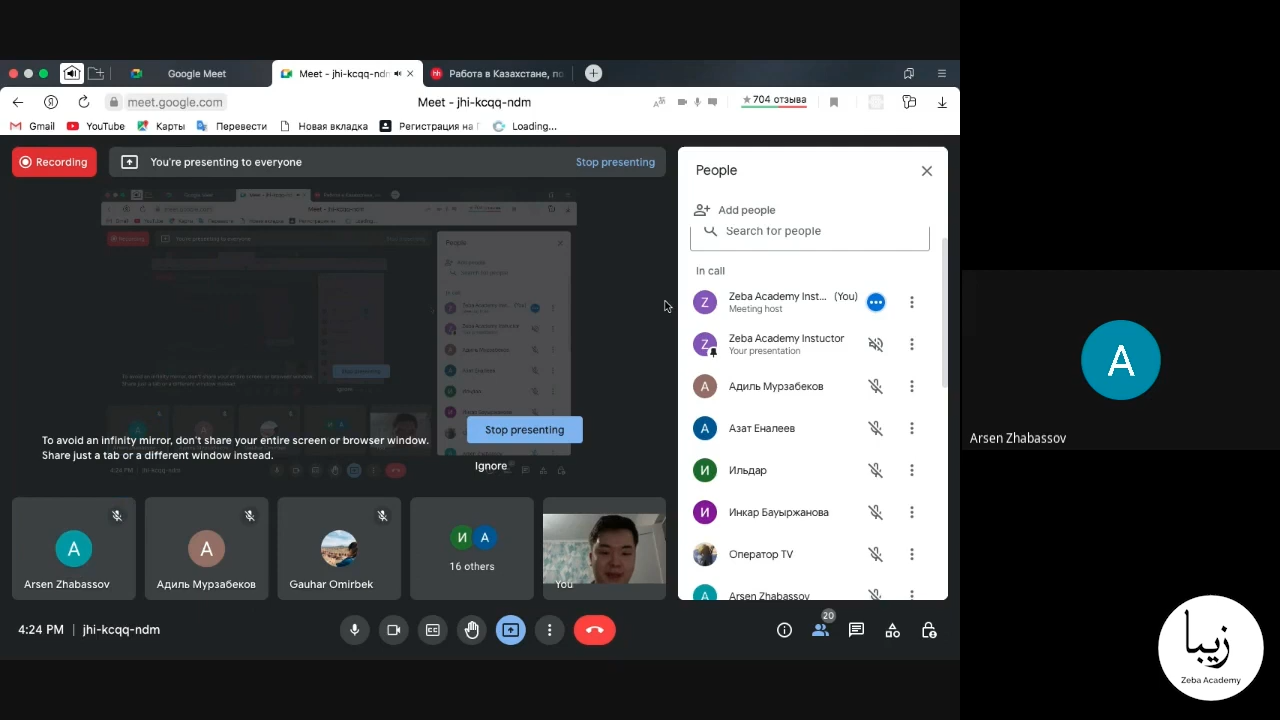 Google Meet
Meet - jhi-kcqq-ndm
Работа в Казахстане, по
meet.google.com
Meet - jhi-kcqq-ndm
★704 отзыва
Gmail
YouTube
Карты
Перевести
Новая вкладка
Регистрация на
Loading...
Recording
You're presenting to everyone
Stop presenting
To avoid an infinity mirror, don't share your entire screen or browser window.
Share just a tab or a different window instead.
Stop presenting
Ignore
A
Arsen Zhabassov
А
Адиль Мурзабеков
Gauhar Omirbek
И А
16 others
You
4:24 PM | jhi-kcqq-ndm
People
Add people
Search for people
In call
Z
Zeba Academy Inst... (You)
Meeting host
Z
Zeba Academy Instuctor
Your presentation
А
Адиль Мурзабеков
А
Азат Еналеев
И
Ильдар
И
Инкар Бауыржанова
Оператор TV
A
Arsen Zhabassov
20
A
Arsen Zhabassov
زیبا
Zeba Academy